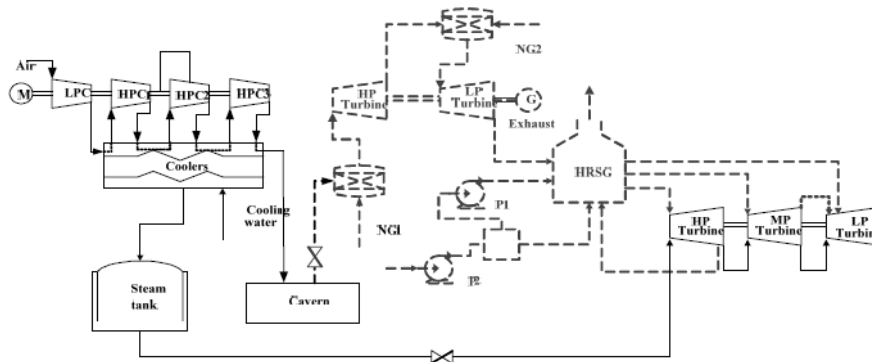 Air
M
LPC
HPC1
HPC2
HPC3
Coolers
Cooling
water
Steam
tank
Cavern
HP
Turbine
LP
Turbine
G
Exhaust
NG1
NG2
HRSG
P1
P2
HP
Turbine
MP
Turbine
LP
Turbine